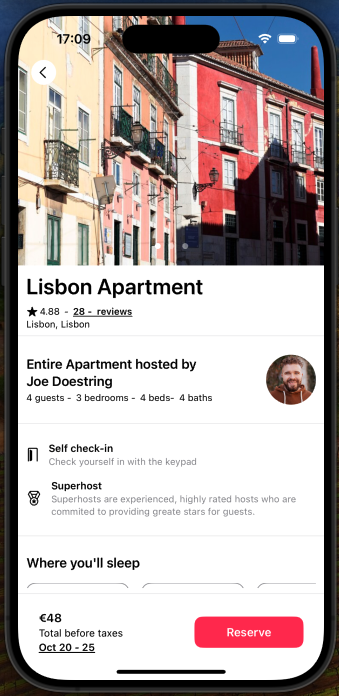 17:09
Lisbon Apartment
4.88 - 28 - reviews
Lisbon, Lisbon
Entire Apartment hosted by
Joe Doestring
4 guests - 3 bedrooms - 4 beds- 4 baths
Self check-in
Check yourself in with the keypad
Superhost
Superhosts are experienced, highly rated hosts who are
commited to providing greate stars for guests.
Where you'll sleep
€48
Total before taxes
Oct 20 - 25
Reserve